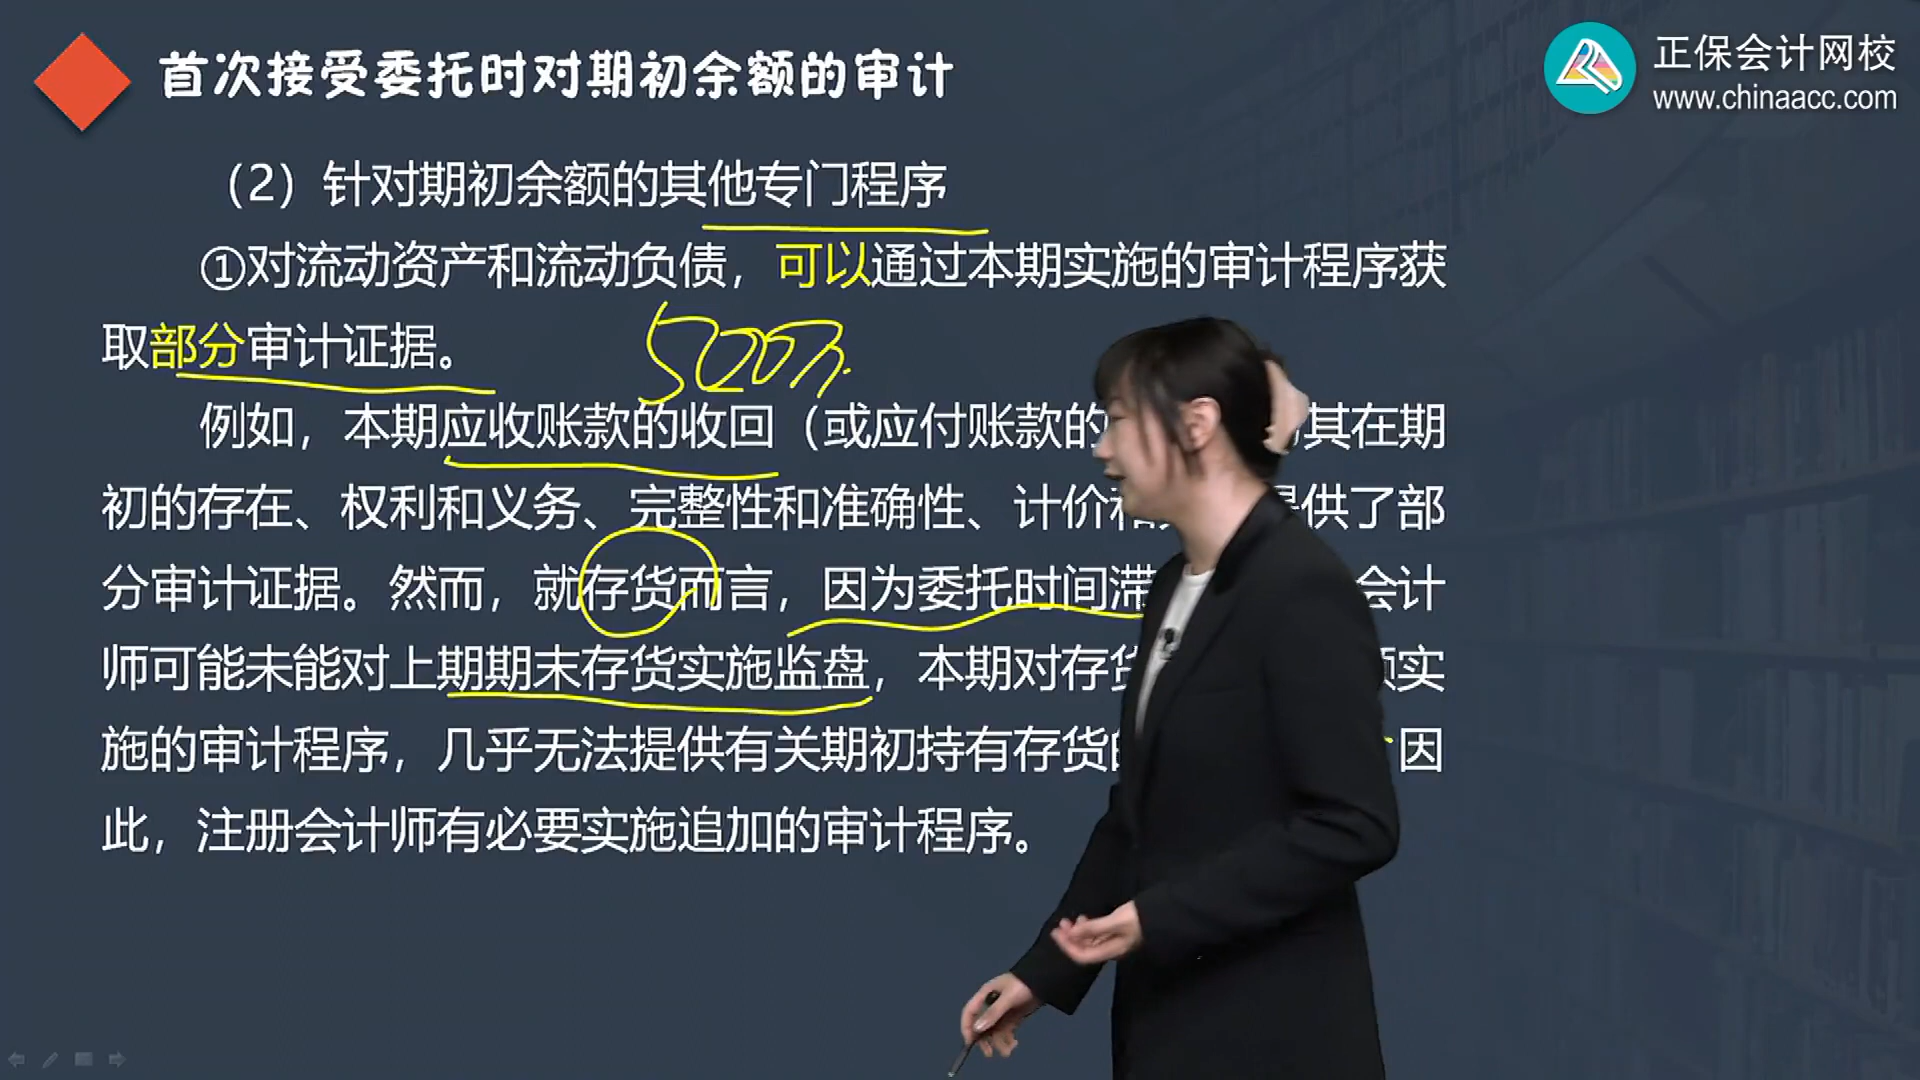 首次接受委托时对期初余额的审计
正保会计网校
www.chinaacc.com
（2）针对期初余额的其他专门程序
①对流动资产和流动负债，可以通过本期实施的审计程序获
取部分审计证据。
500万
例如，本期应收账款的收回（或应付账款的 其在期
初的存在、权利和义务、完整性和准确性、计价和 提供了部
分审计证据。然而，就存货而言，因为委托时间滞 会计
师可能未能对上期期末存货实施监盘，本期对存货 实
施的审计程序，几乎无法提供有关期初持有存货的 因
此，注册会计师有必要实施追加的审计程序。